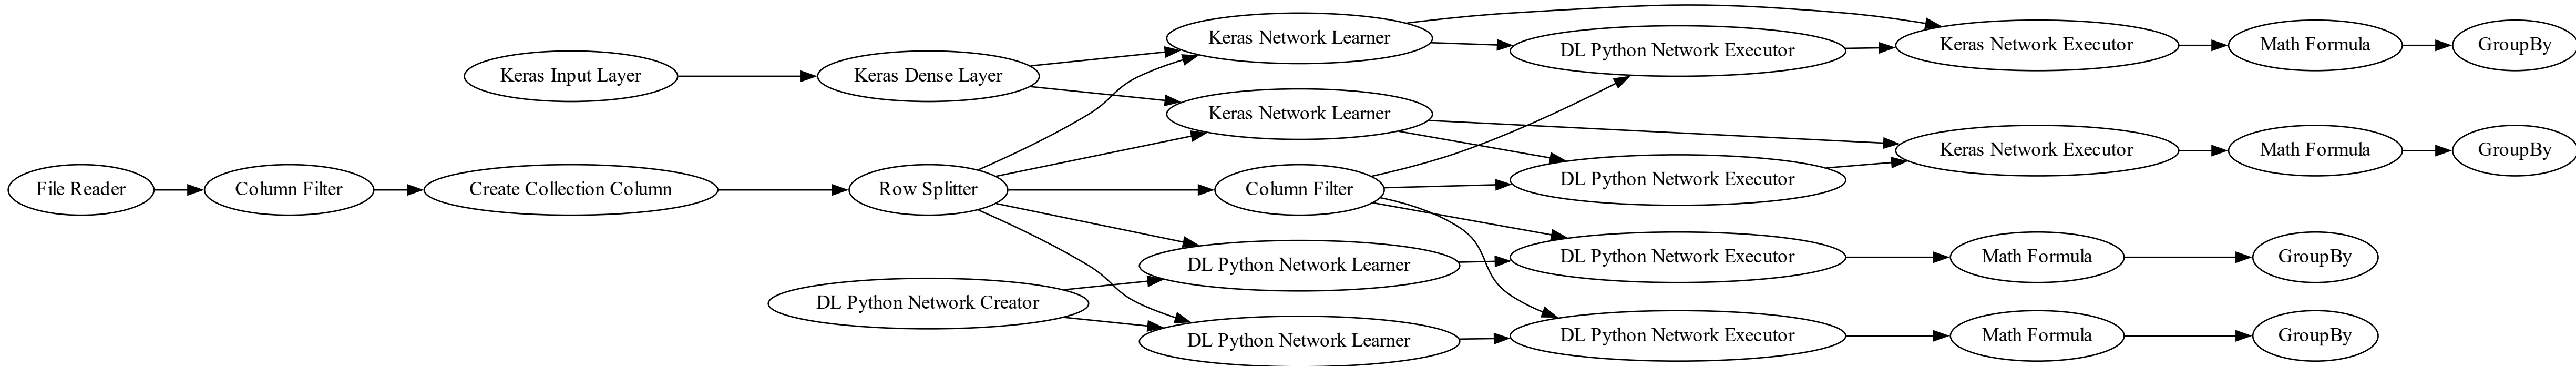 Keras Network Learner
Keras Network Executor
Math Formula
GroupBy
DL Python Network Executor
Keras Input Layer
Keras Dense Layer
Keras Network Learner
Keras Network Executor
Math Formula
GroupBy
DL Python Network Executor
File Reader
Column Filter
Create Collection Column
Row Splitter
Column Filter
DL Python Network Learner
DL Python Network Executor
Math Formula
GroupBy
DL Python Network Creator
DL Python Network Learner
DL Python Network Executor
Math Formula
GroupBy